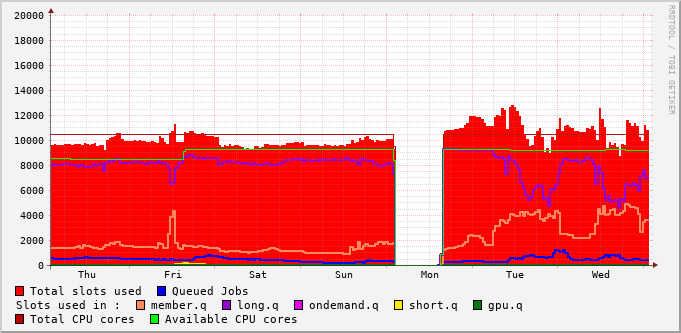 RRDTOOL / TOBI OETIKER
20000
18000
16000
14000
12000
10000
8000
6000
4000
2000
0
Thu Fri Sat Sun Mon Tue Wed
Total slots used Queued Jobs
Slots used in : member.q long.q ondemand.q short.q gpu.q
Total CPU cores Available CPU cores